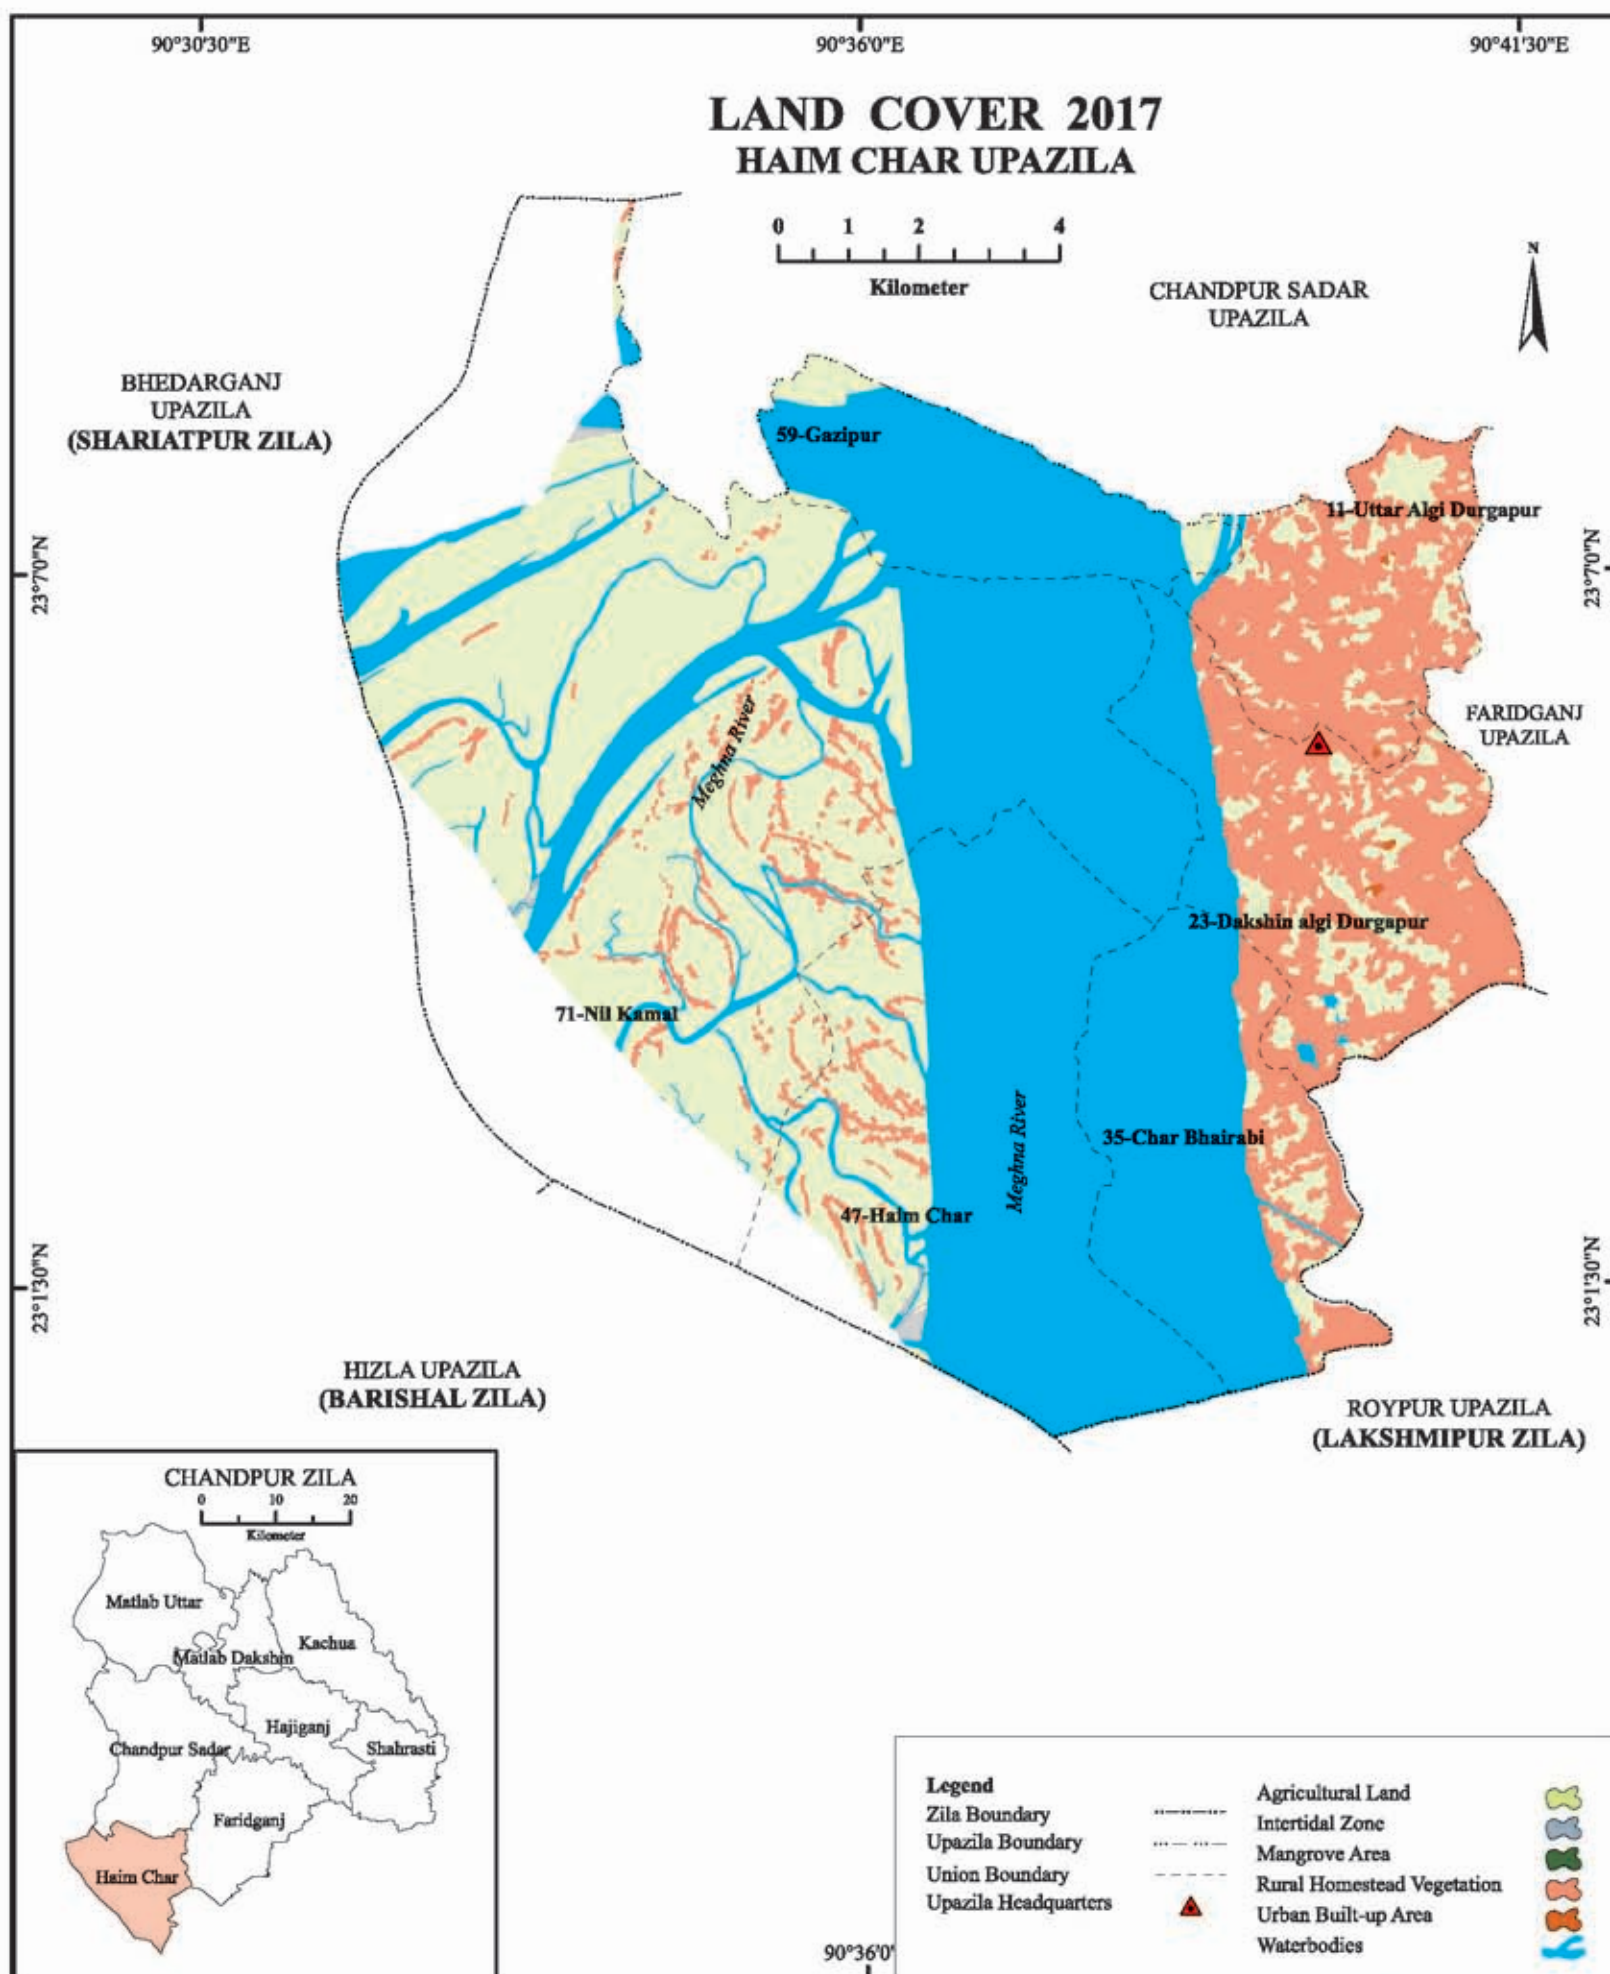 90°30'30"E
90°36'0"E
90°41'30"E
LAND COVER 2017
HAIM CHAR UPAZILA
0 1 2 4
Kilometer
N
CHANDPUR SADAR
UPAZILA
BHEDARGANJ
UPAZILA
(SHARIATPUR ZILA)
59-Gazipur
11-Uttar Algi Durgapur
23°7'0"N
23°7'0"N
Meghna River
FARIDGANJ
UPAZILA
23-Dakshin algi Durgapur
71-Nil Kamal
Meghna River
35-Char Bhairabi
47-Haim Char
23°1'30"N
23°1'30"N
HIZLA UPAZILA
(BARISHAL ZILA)
ROYPUR UPAZILA
(LAKSHMIPUR ZILA)
CHANDPUR ZILA
0 10 20
Kilometer
Matlab Uttar
Kachua
Matlab Dakshin
Hajiganj
Chandpur Sadar
Shahrasti
Faridganj
Haim Char
Legend
Zila Boundary
Upazila Boundary
Union Boundary
Upazila Headquarters
Agricultural Land
Intertidal Zone
Mangrove Area
Rural Homestead Vegetation
Urban Built-up Area
Waterbodies
90°36'0'